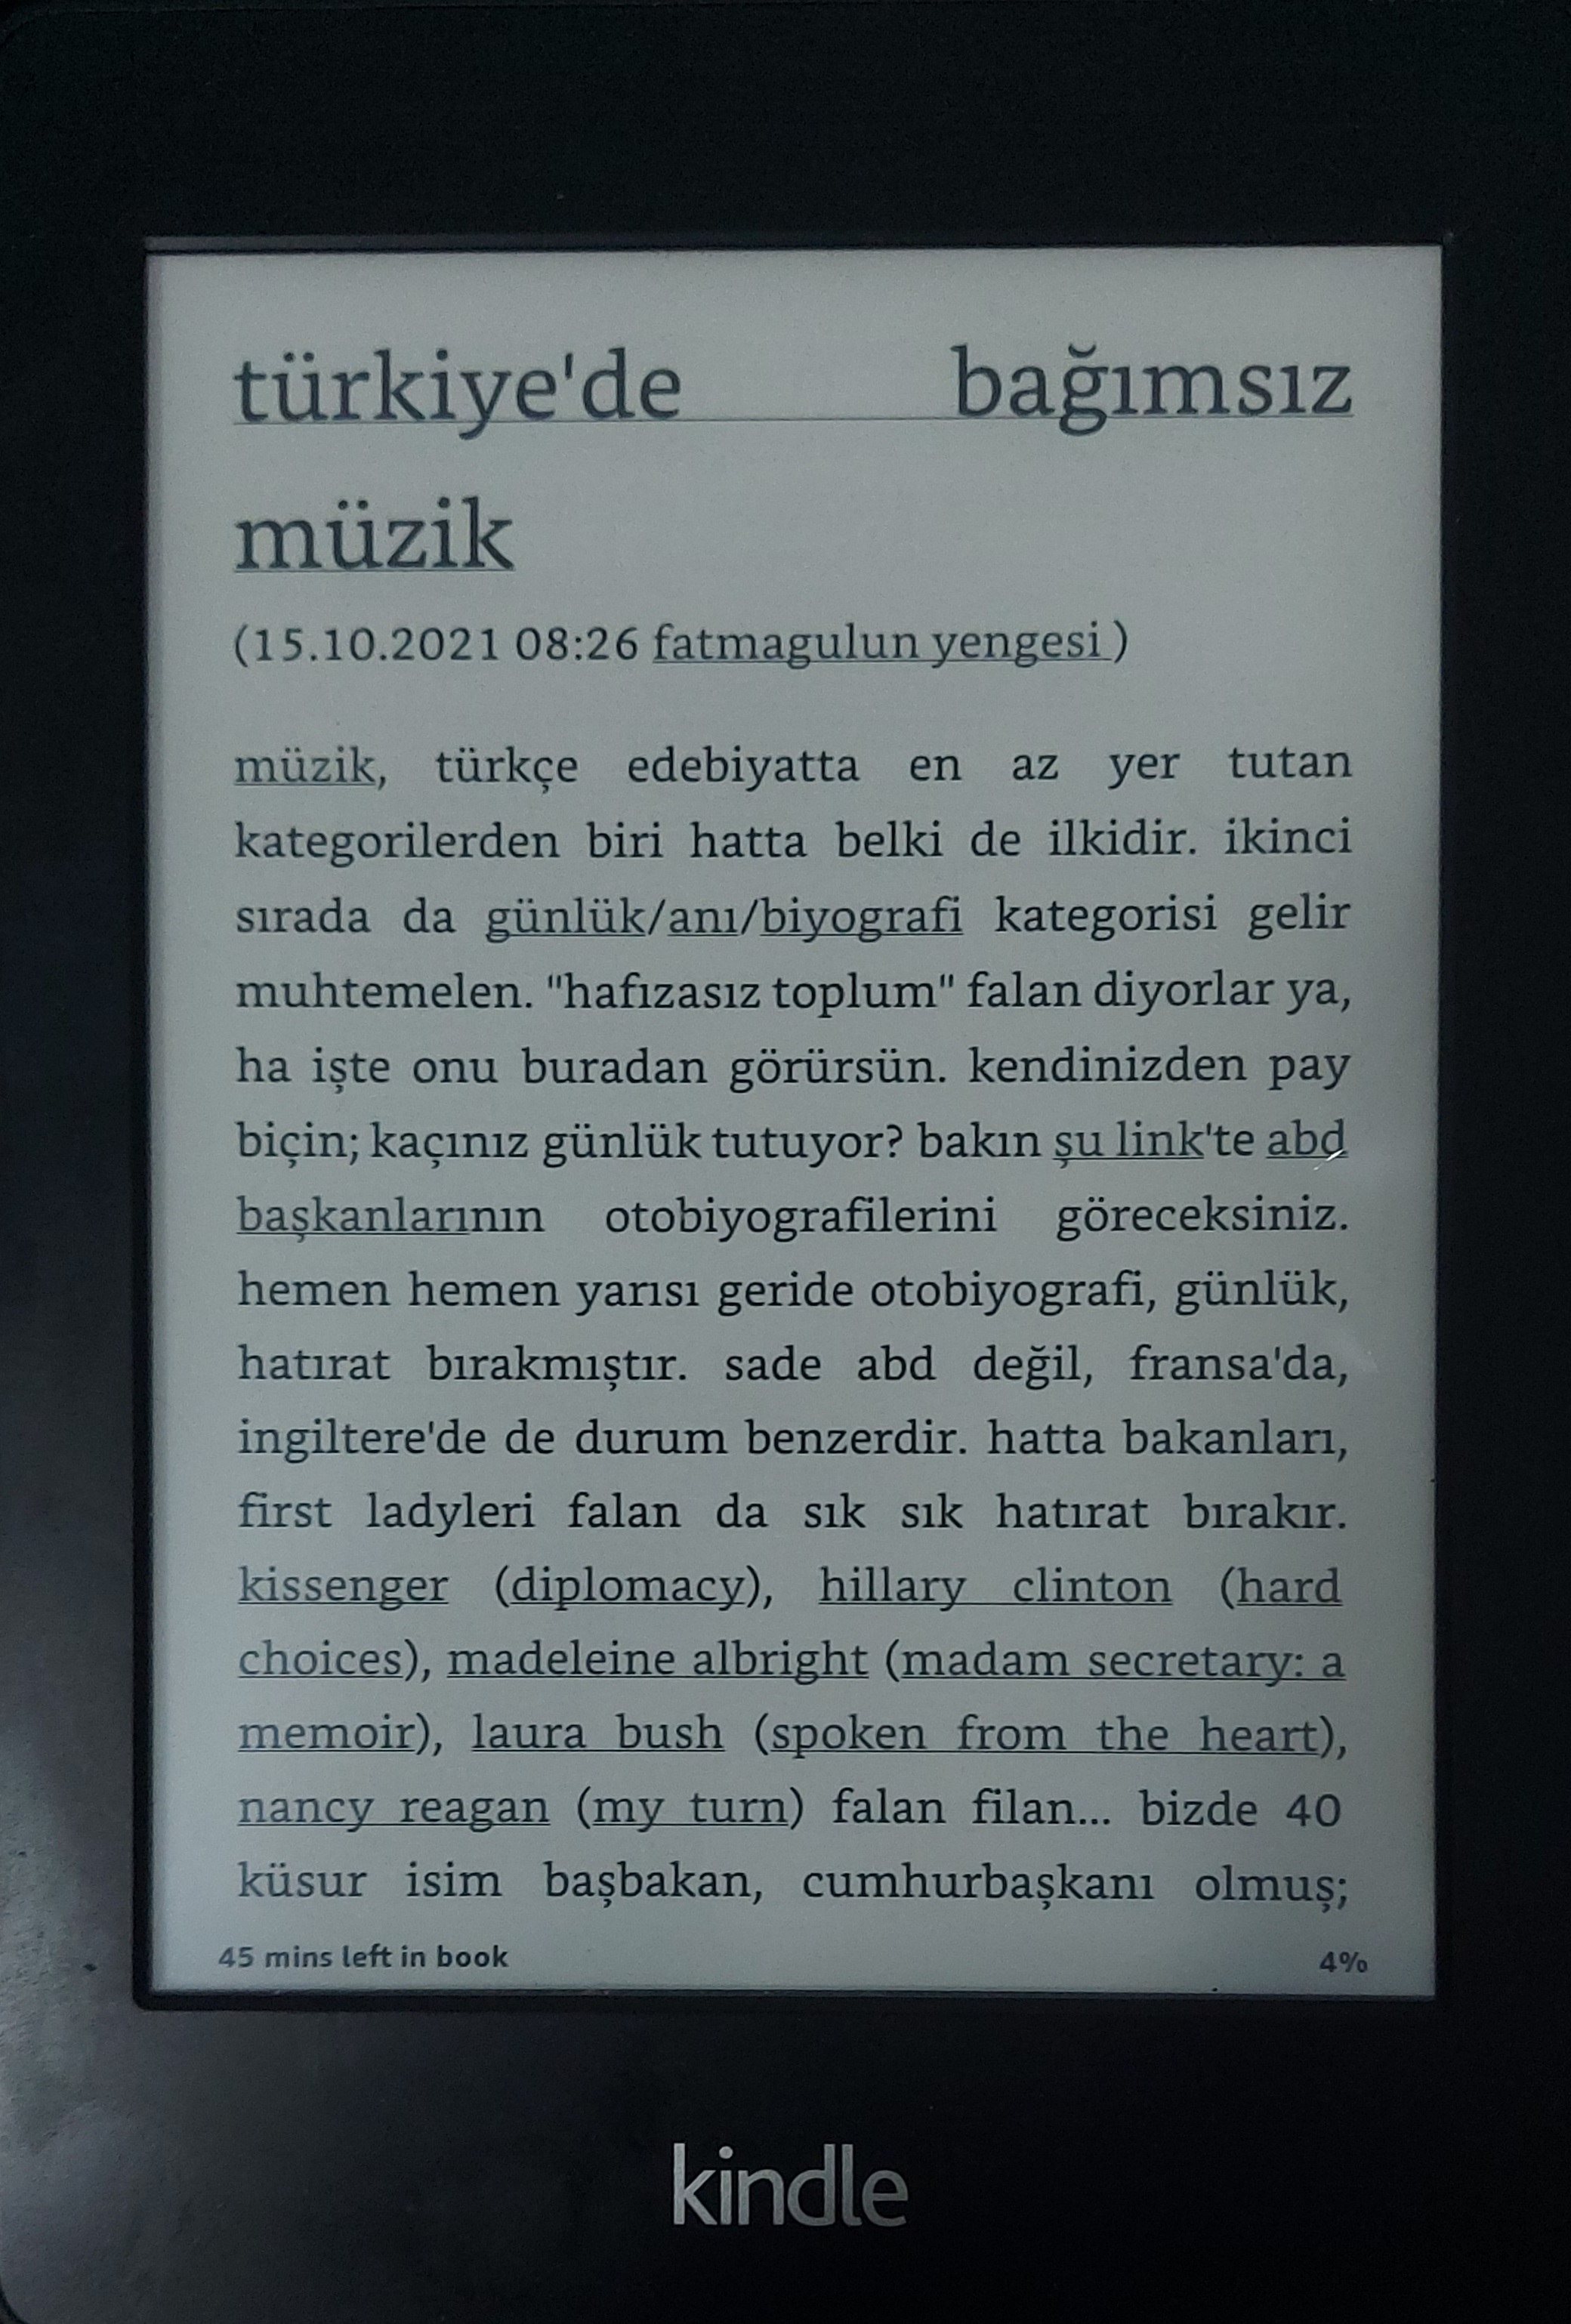 türkiye'de bağımsız
müzik
(15.10.2021 08:26 fatmagulun yengesi )
müzik, türkçe edebiyatta en az yer tutan
kategorilerden biri hatta belki de ilkidir. ikinci
sırada da günlük/anı/biyografi kategorisi gelir
muhtemelen. "hafızasız toplum" falan diyorlar ya,
ha işte onu buradan görürsün. kendinizden pay
biçin; kaçınız günlük tutuyor? bakın şu link'te abd
başkanlarının otobiyografilerini göreceksiniz.
hemen hemen yarısı geride otobiyografi, günlük,
hatırat bırakmıştır. sade abd değil, fransa'da,
ingiltere'de de durum benzerdir. hatta bakanları,
first ladyleri falan da sık sık hatırat bırakır.
kissenger (diplomacy), hillary clinton (hard
choices), madeleine albright (madam secretary: a
memoir), laura bush (spoken from the heart),
nancy reagan (my turn) falan filan... bizde 40
küsur isim başbakan, cumhurbaşkanı olmuş;
45 mins left in book 4%
kindle